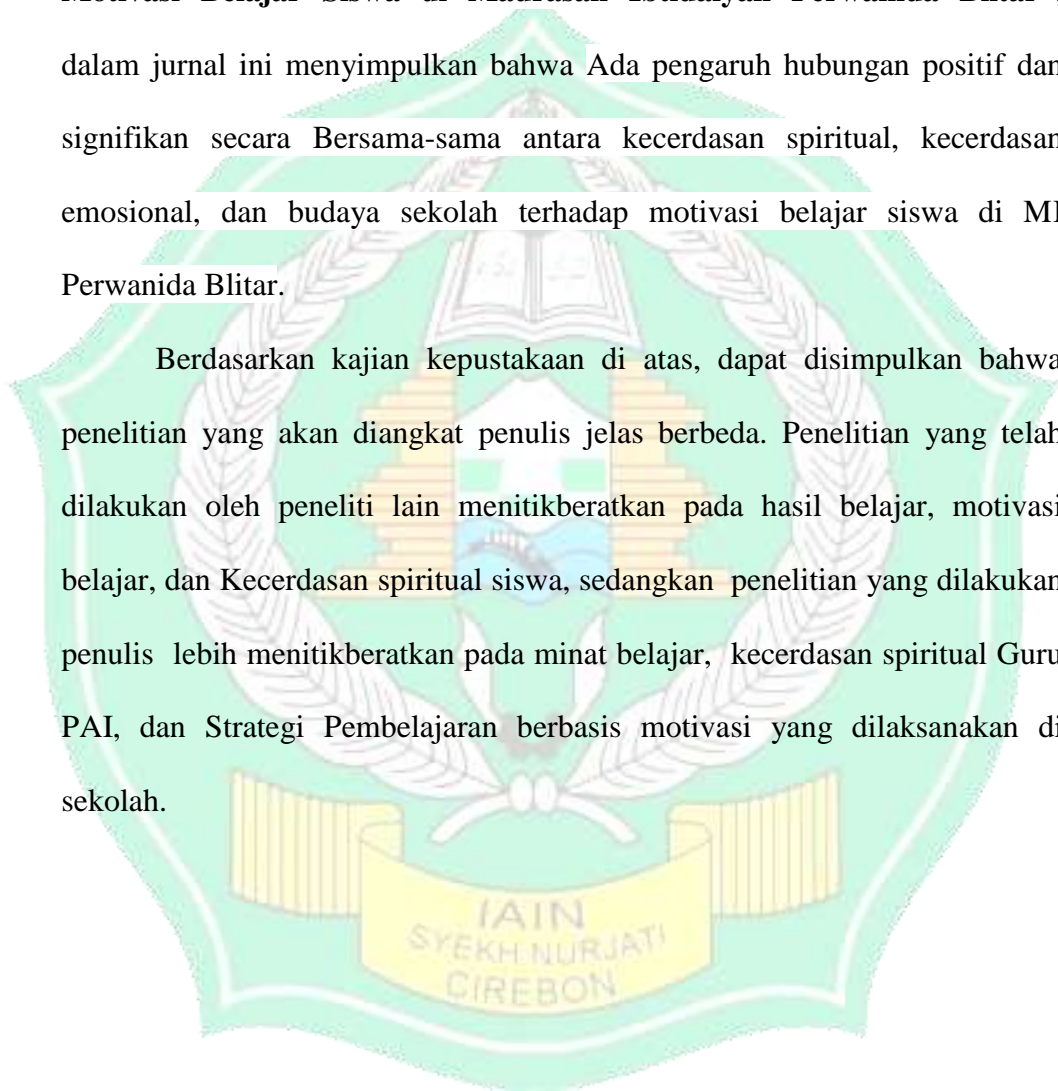 Motivasi Belajar Siswa di Madrasah Ibtidaiyah Perwanida Blitar
dalam jurnal ini menyimpulkan bahwa Ada pengaruh hubungan positif dan
signifikan secara Bersama-sama antara kecerdasan spiritual, kecerdasan
emosional, dan budaya sekolah terhadap motivasi belajar siswa di MI
Perwanida Blitar.
Berdasarkan kajian kepustakaan di atas, dapat disimpulkan bahwa
penelitian yang akan diangkat penulis jelas berbeda. Penelitian yang telah
dilakukan oleh peneliti lain menitikberatkan pada hasil belajar, motivasi
belajar, dan Kecerdasan spiritual siswa, sedangkan penelitian yang dilakukan
penulis lebih menitikberatkan pada minat belajar, kecerdasan spiritual Guru
PAI, dan Strategi Pembelajaran berbasis motivasi yang dilaksanakan di
sekolah.
IAIN
SYEKH NURJATI
CIREBON